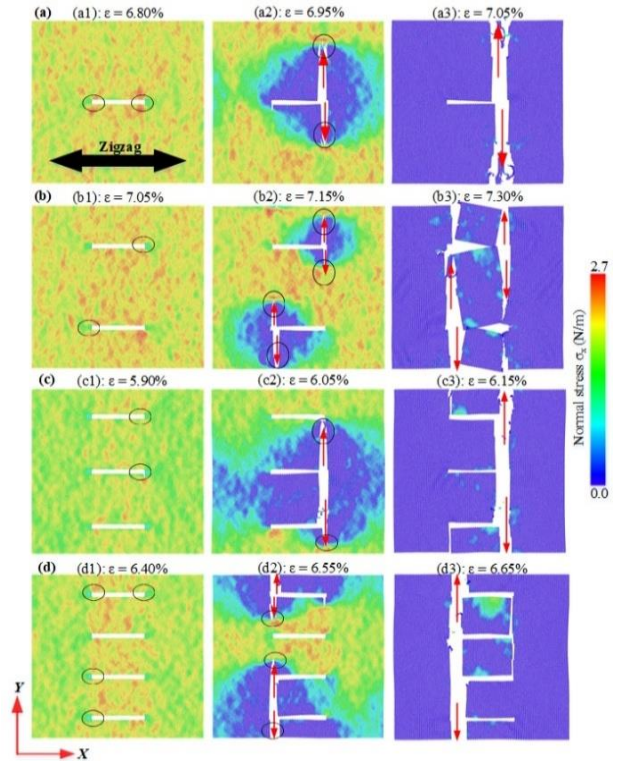 (a) (a1): ε = 6.80% (a2): ε = 6.95% (a3): ε = 7.05%
Zigzag
(b) (b1): ε = 7.05% (b2): ε = 7.15% (b3): ε = 7.30%
2.7
Normal stress σx (N/m)
0.0
(c) (c1): ε = 5.90% (c2): ε = 6.05% (c3): ε = 6.15%
(d) (d1): ε = 6.40% (d2): ε = 6.55% (d3): ε = 6.65%
Y
X